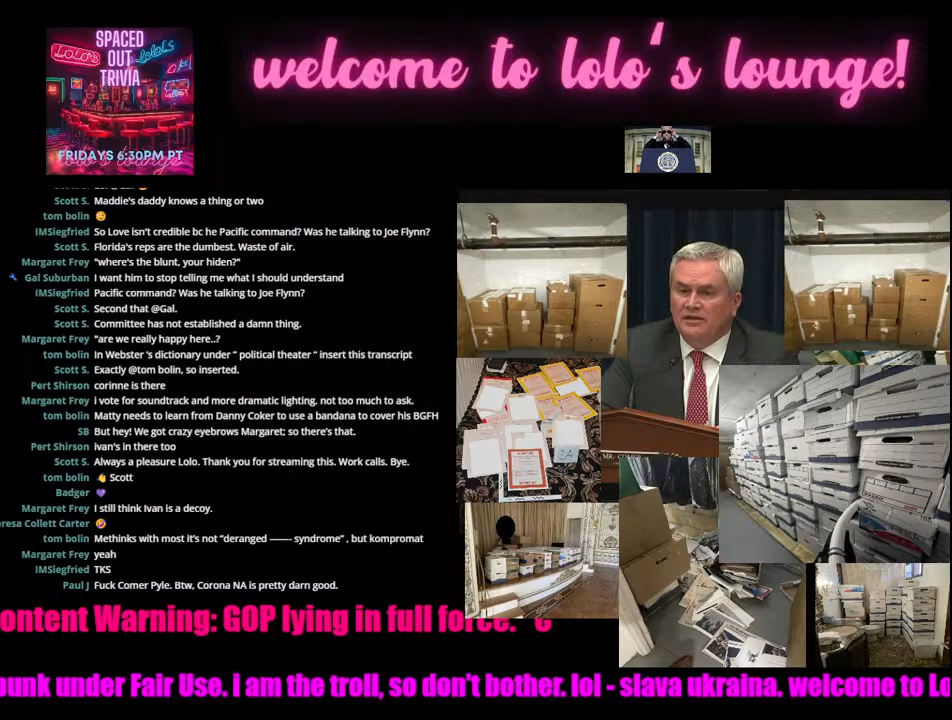 SPACED
OUT
TRIVIA
LOLO'S
FRIDAYS 6:30PM PT
lolo's lounge
welcome to lolo's lounge!
Scott S. Maddie's daddy knows a thing or two
tom bolin
IMSiegfried So Love isn't credible bc he Pacific command? Was he talking to Joe Flynn?
Scott S. Florida's reps are the dumbest. Waste of air.
Margaret Frey "where's the blunt, your hiden?"
Gal Suburban I want him to stop telling me what I should understand
IMSiegfried Pacific command? Was he talking to Joe Flynn?
Scott S. Second that @Gal.
Scott S. Committee has not established a damn thing.
Margaret Frey "are we really happy here..?
tom bolin In Webster 's dictionary under " political theater " insert this transcript
Scott S. Exactly @tom bolin, so inserted.
Pert Shirson corinne is there
Margaret Frey i vote for soundtrack and more dramatic lighting. not too much to ask.
tom bolin Matty needs to learn from Danny Coker to use a bandana to cover his BGFH
SB But hey! We got crazy eyebrows Margaret; so there's that.
Pert Shirson ivan's in there too
Scott S. Always a pleasure Lolo. Thank you for streaming this. Work calls. Bye.
tom bolin 👋 Scott
Badger 💜
Margaret Frey I still think Ivan is a decoy.
eresa Collett Carter 🤣
tom bolin Methinks with most it's not "deranged —--- syndrome" , but kompromat
Margaret Frey yeah
IMSiegfried TKS
Paul J Fuck Comer Pyle. Btw, Corona NA is pretty darn good.
MR. COM
2A
ontent Warning: GOP lying in full force.
punk under Fair Use. i am the troll, so don't bother. lol - slava ukraina. welcome to Lo